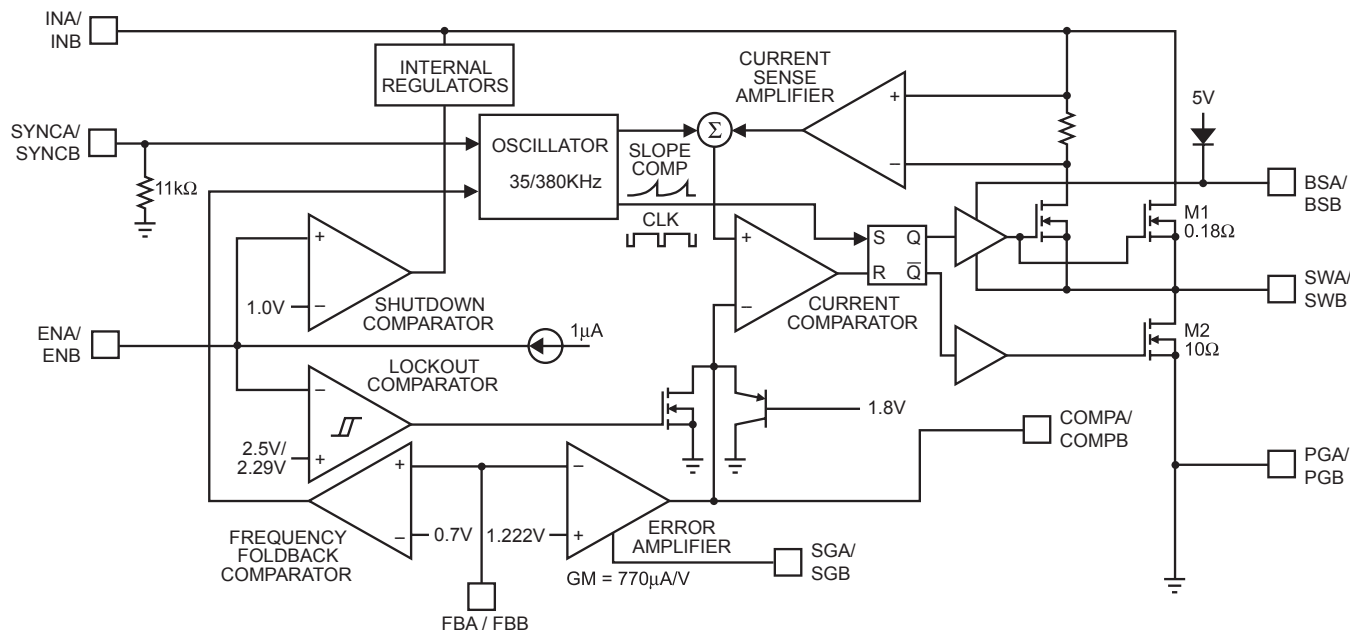 INA/
INB
INTERNAL
REGULATORS
CURRENT
SENSE
AMPLIFIER
+
–
5V
SYNCA/
SYNCB
11kΩ
OSCILLATOR
35/380KHz
Σ
SLOPE
COMP
CLK
BSA/
BSB
M1
0.18Ω
+
–
1.0V
SHUTDOWN
COMPARATOR
+
–
CURRENT
COMPARATOR
S
Q
R
Q̅
SWA/
SWB
M2
10Ω
ENA/
ENB
1µA
LOCKOUT
COMPARATOR
–
+
2.5V/
2.29V
1.8V
COMPA/
COMPB
PGA/
PGB
+
–
0.7V
FREQUENCY
FOLDBACK
COMPARATOR
–
+
1.222V
ERROR
AMPLIFIER
GM = 770µA/V
SGA/
SGB
FBA / FBB